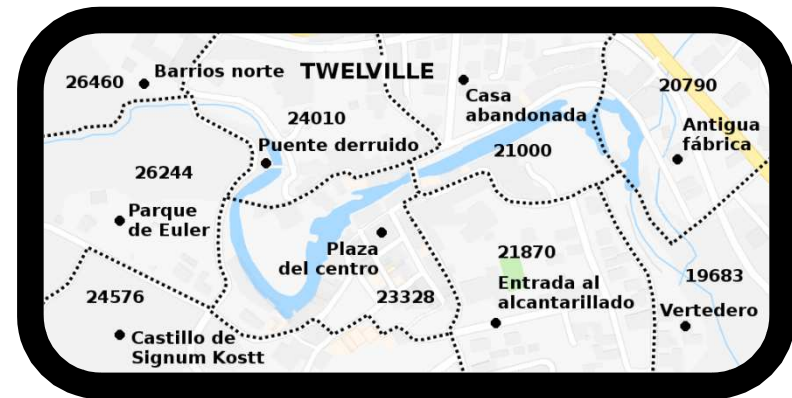 TWELVILLE
26460
Barrios norte
24010
Puente derruido
Casa
abandonada
21000
20790
Antigua
fábrica
26244
Parque
de Euler
Plaza
del centro
23328
21870
Entrada al
alcantarillado
19683
Vertedero
24576
Castillo de
Signum Kostt